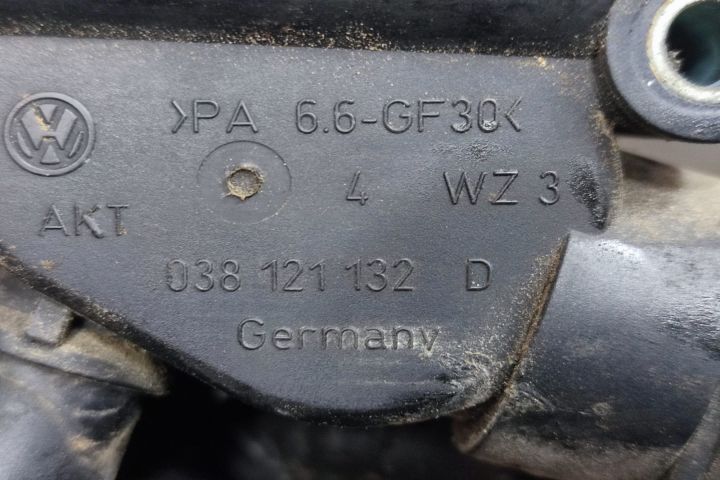 >PA 6.6-GF30<
4 WZ 3
AKT
038 121 132 D
Germany